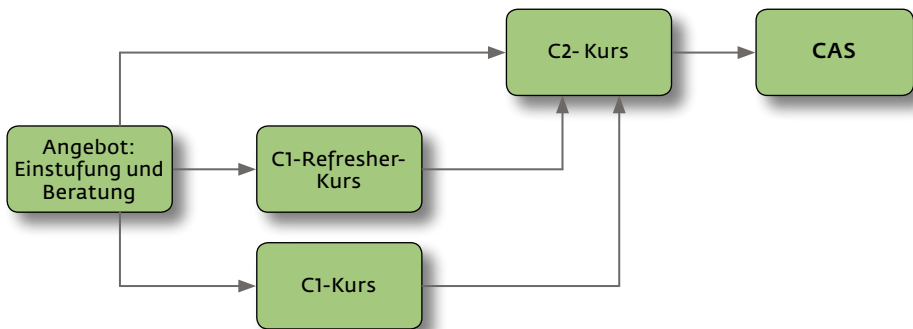 C2- Kurs
CAS
Angebot:
Einstufung und
Beratung
C1-Refresher-
Kurs
C1-Kurs